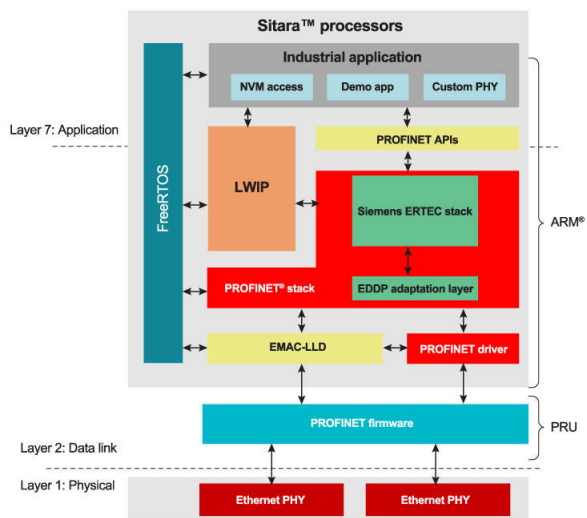 Sitara™ processors
Industrial application
NVM access
Demo app
Custom PHY
Layer 7: Application
PROFINET APIs
FreeRTOS
LWIP
Siemens ERTEC stack
ARM®
PROFINET® stack
EDDP adaptation layer
EMAC-LLD
PROFINET driver
PROFINET firmware
PRU
Layer 2: Data link
Layer 1: Physical
Ethernet PHY
Ethernet PHY